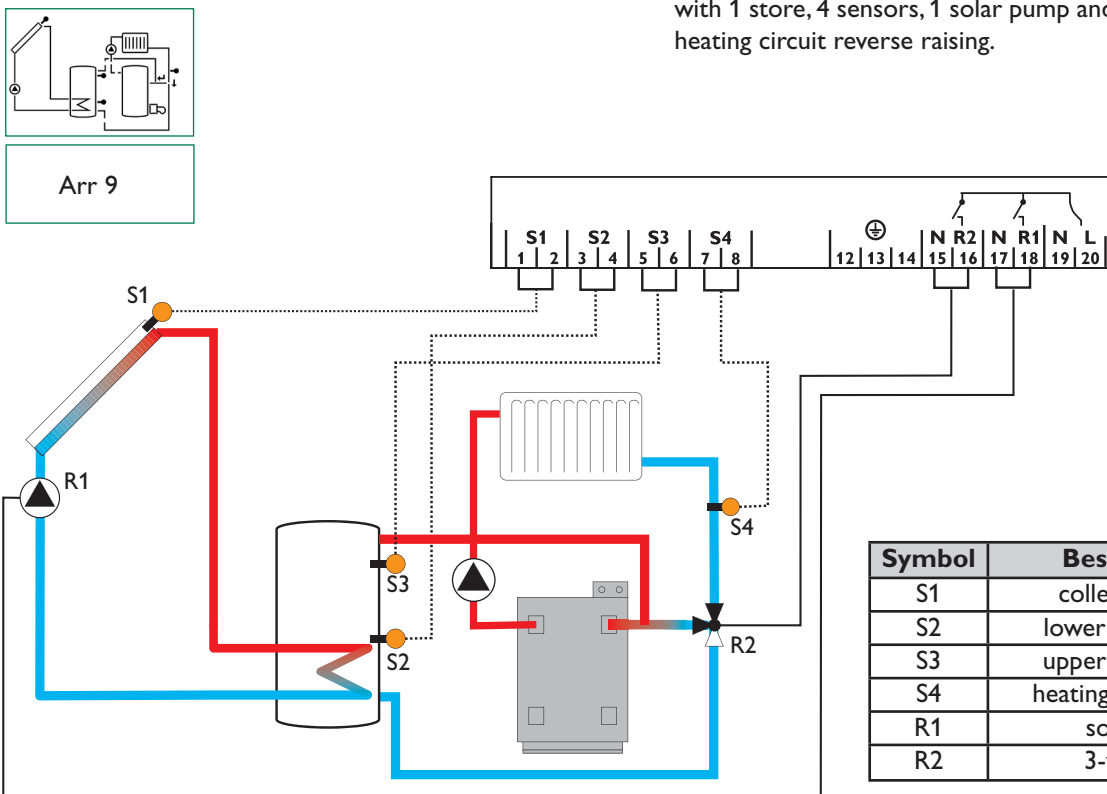 with 1 store, 4 sensors, 1 solar pump and
heating circuit reverse raising.
Arr 9
S1 S2 S3 S4 N R2 N R1 N L
1 2 3 4 5 6 7 8 12 13 14 15 16 17 18 19 20
S1
R1
S4
S3
S2
R2
Symbol
S1
S2 lower
S3 upper
S4 heating
R1
R2